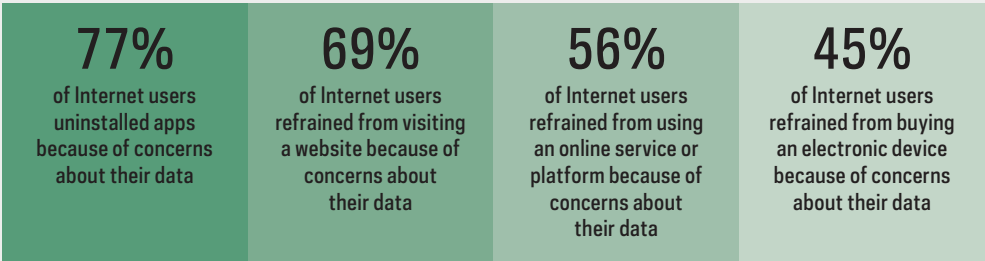 77%
of Internet users
uninstalled apps
because of concerns
about their data
69%
of Internet users
refrained from visiting
a website because of
concerns about
their data
56%
of Internet users
refrained from using
an online service or
platform because of
concerns about
their data
45%
of Internet users
refrained from buying
an electronic device
because of concerns
about their data